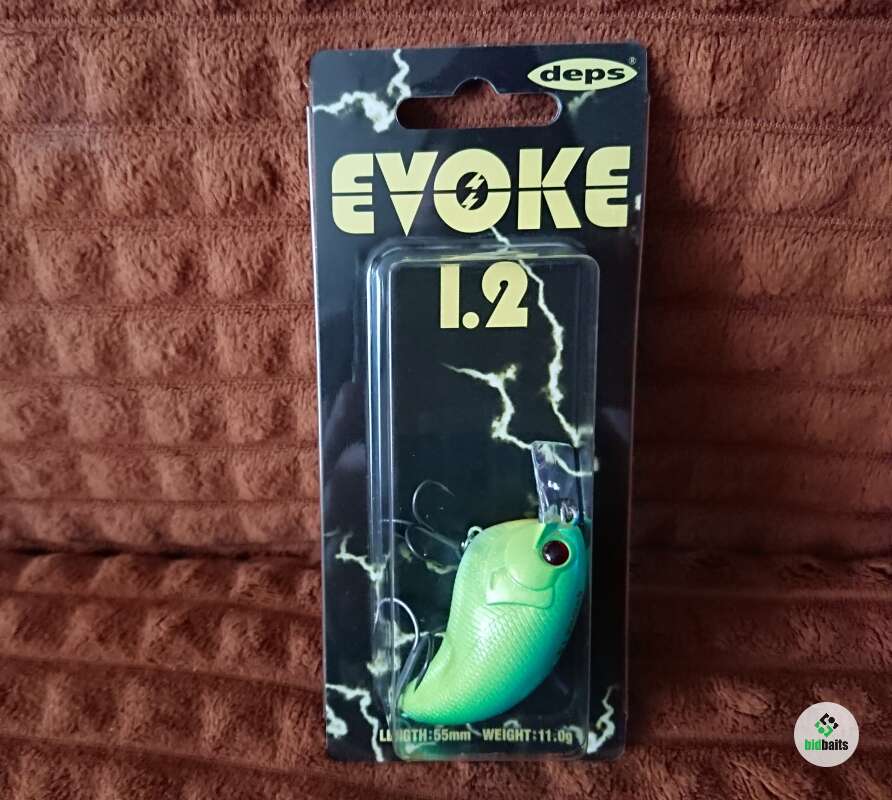 deps®
EVOKE
1.2
LENGTH:55mm WEIGHT:11.0g
bidbaits